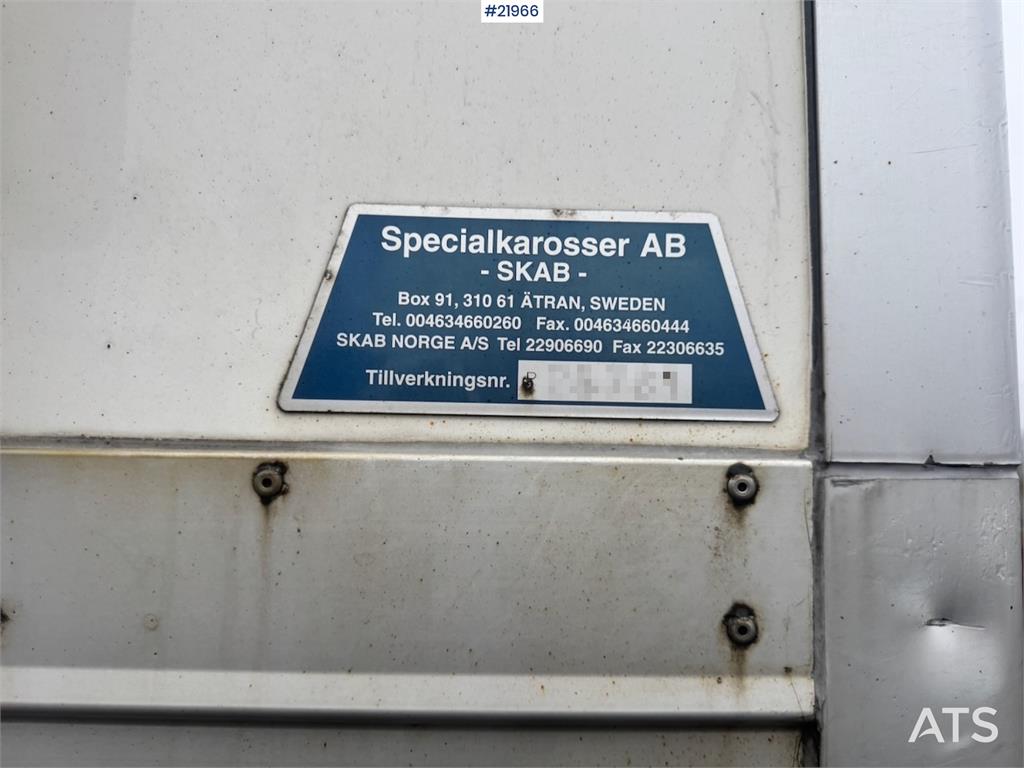 #21966
Specialkarosser AB
- SKAB -
Box 91, 310 61 ÄTRAN, SWEDEN
Tel. 004634660260 Fax. 004634660444
SKAB NORGE A/S Tel 22906690 Fax 22306635
Tillverkningsnr.
ATS